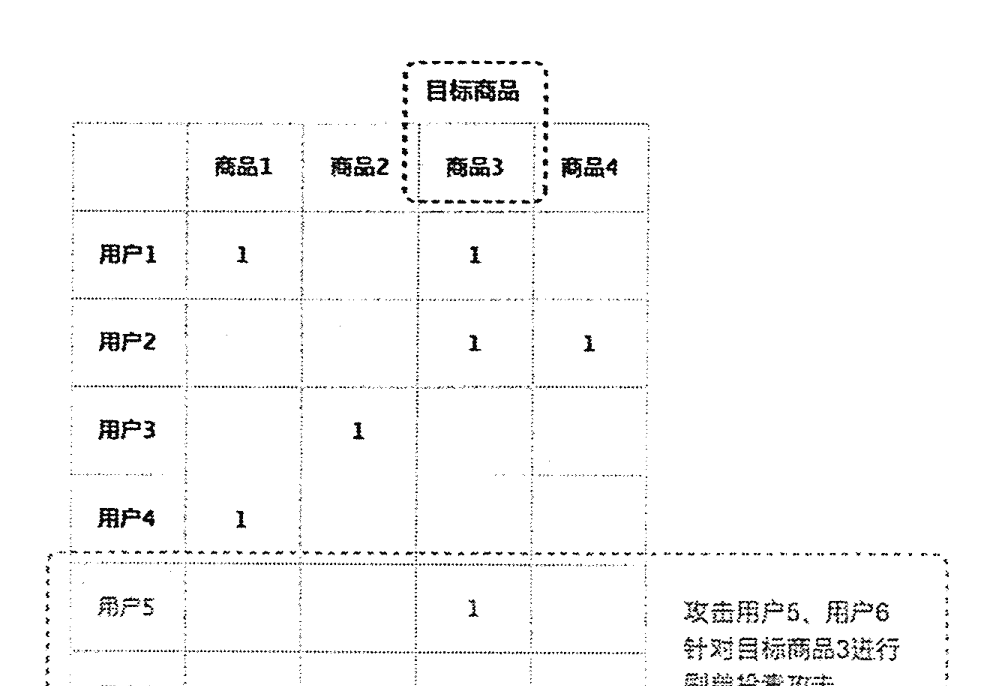 目标商品
商品1 商品2 商品3 商品4
用户1 1 1
用户2 1 1
用户3 1
用户4 1
用户5 1
攻击用户5、用户6
针对目标商品3进行